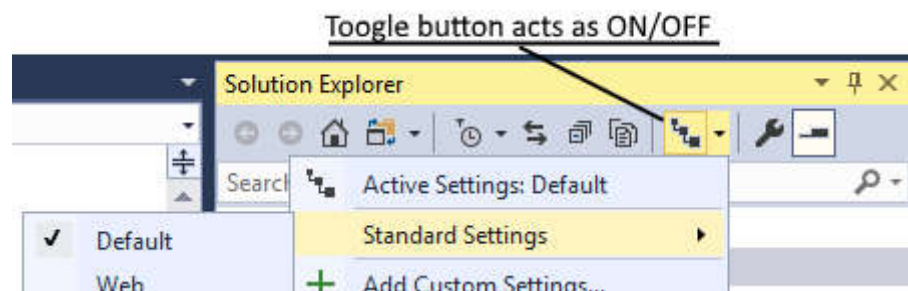 Toogle button acts as ON/OFF
Solution Explorer
Search
Active Settings: Default
Standard Settings
Default
Web
Add Custom Settings...